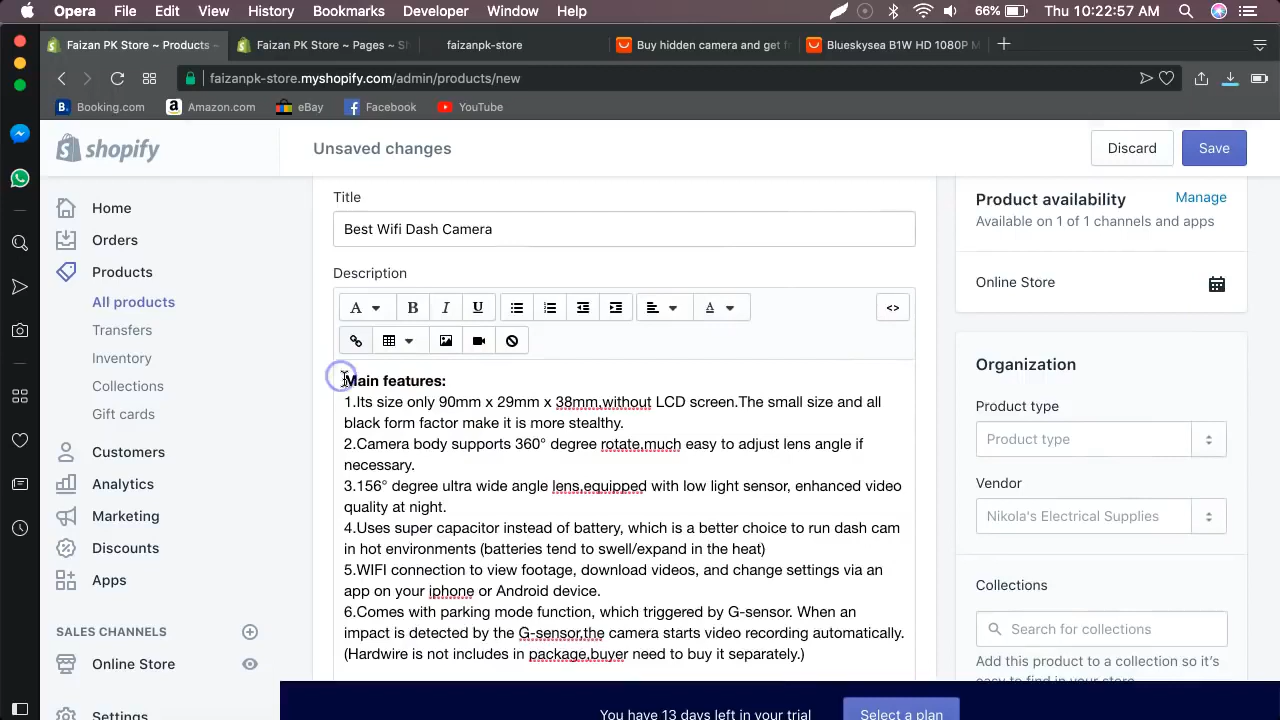 Opera File Edit View History Bookmarks Developer Window Help 66% Thu 10:22:57 AM
Faizan PK Store ~ Products - Faizan PK Store ~ Pages ~ S faizanpk-store Buy hidden camera and get f Blueskysea B1W HD 1080P M
faizanpk-store.myshopify.com/admin/products/new
B. Booking.com a Amazon.com eBay Facebook YouTube
shopify Unsaved changes Discard Save
Home
Orders
Products
All products
Transfers
Inventory
Collections
Gift cards
Customers
Analytics
Marketing
Discounts
Apps
SALES CHANNELS
Online Store
Settings
Title
Best Wifi Dash Camera
Description
A B I U A <>
Main features:
1.Its size only 90mm x 29mm x 38mm,without LCD screen.The small size and all
black form factor make it is more stealthy.
2.Camera body supports 360° degree rotate,much easy to adjust lens angle if
necessary.
3.156° degree ultra wide angle lens,equipped with low light sensor, enhanced video
quality at night.
4.Uses super capacitor instead of battery, which is a better choice to run dash cam
in hot environments (batteries tend to swell/expand in the heat)
5.WIFI connection to view footage, download videos, and change settings via an
app on your iphone or Android device.
6.Comes with parking mode function, which triggered by G-sensor. When an
impact is detected by the G-sensor,the camera starts video recording automatically.
(Hardwire is not includes in package,buyer need to buy it separately.)
Product availability Manage
Available on 1 of 1 channels and apps
Online Store
Organization
Product type
Product type
Vendor
Nikola's Electrical Supplies
Collections
Search for collections
Add this product to a collection so it's
easy to find in your store.
You have 13 days left in your trial Select a plan